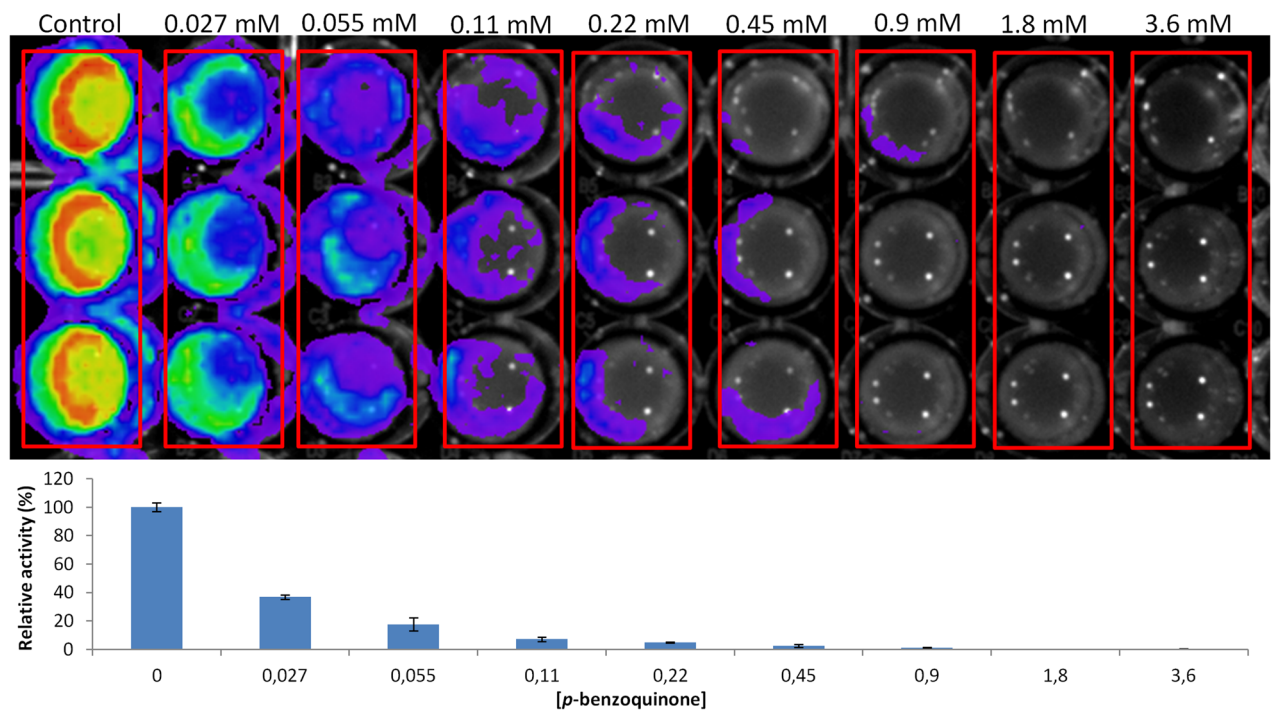 Control 0.027 mM 0.055 mM 0.11 mM 0.22 mM 0.45 mM 0.9 mM 1.8 mM 3.6 mM
120
100
80
60
40
20
0
Relative activity (%)
0 0,027 0,055 0,11 0,22 0,45 0,9 1,8 3,6
[p-benzoquinone]